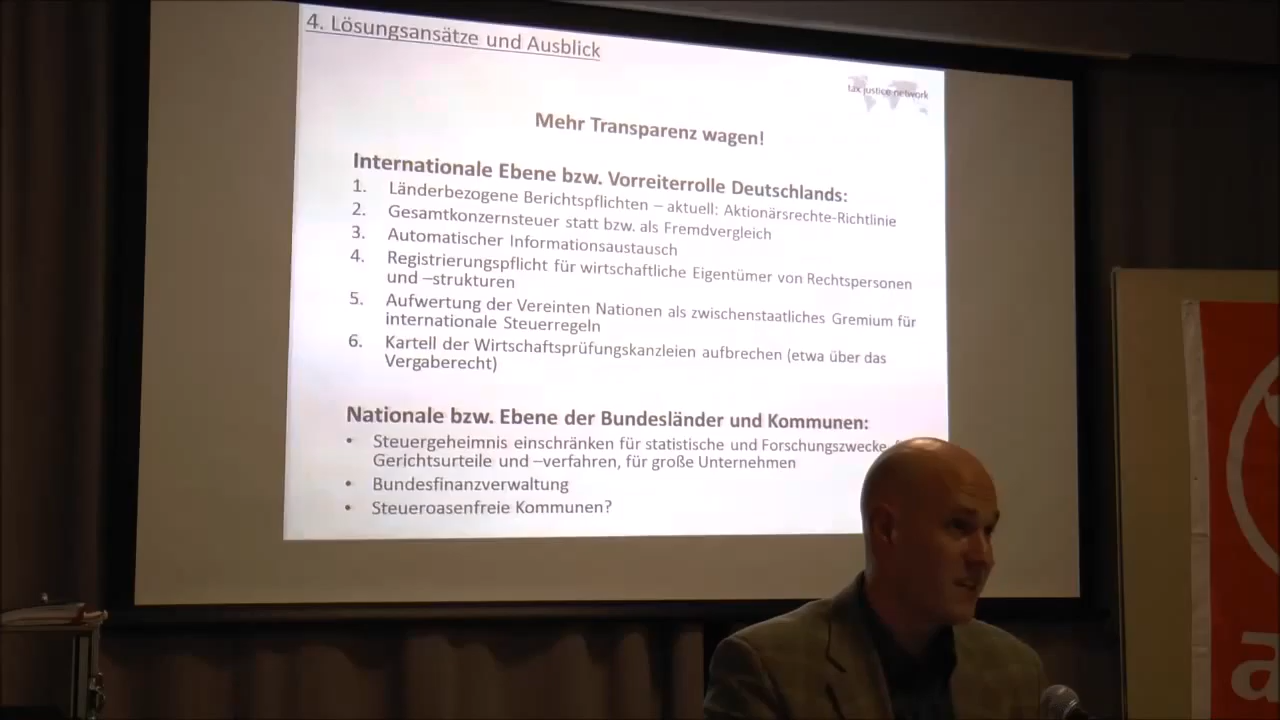 4. Lösungsansätze und Ausblick
tax justice network
Mehr Transparenz wagen!
Internationale Ebene bzw. Vorreiterrolle Deutschlands:
1. Länderbezogene Berichtspflichten – aktuell: Aktionärsrechte-Richtlinie
2. Gesamtkonzernsteuer statt bzw. als Fremdvergleich
3. Automatischer Informationsaustausch
4. Registrierungspflicht für wirtschaftliche Eigentümer von Rechtspersonen
und –strukturen
5. Aufwertung der Vereinten Nationen als zwischenstaatliches Gremium für
internationale Steuerregeln
6. Kartell der Wirtschaftsprüfungskanzleien aufbrechen (etwa über das
Vergaberecht)
Nationale bzw. Ebene der Bundesländer und Kommunen:
• Steuergeheimnis einschränken für statistische und Forschungszwecke
Gerichtsurteile und –verfahren, für große Unternehmen
• Bundesfinanzverwaltung
• Steueroasenfreie Kommunen?
a